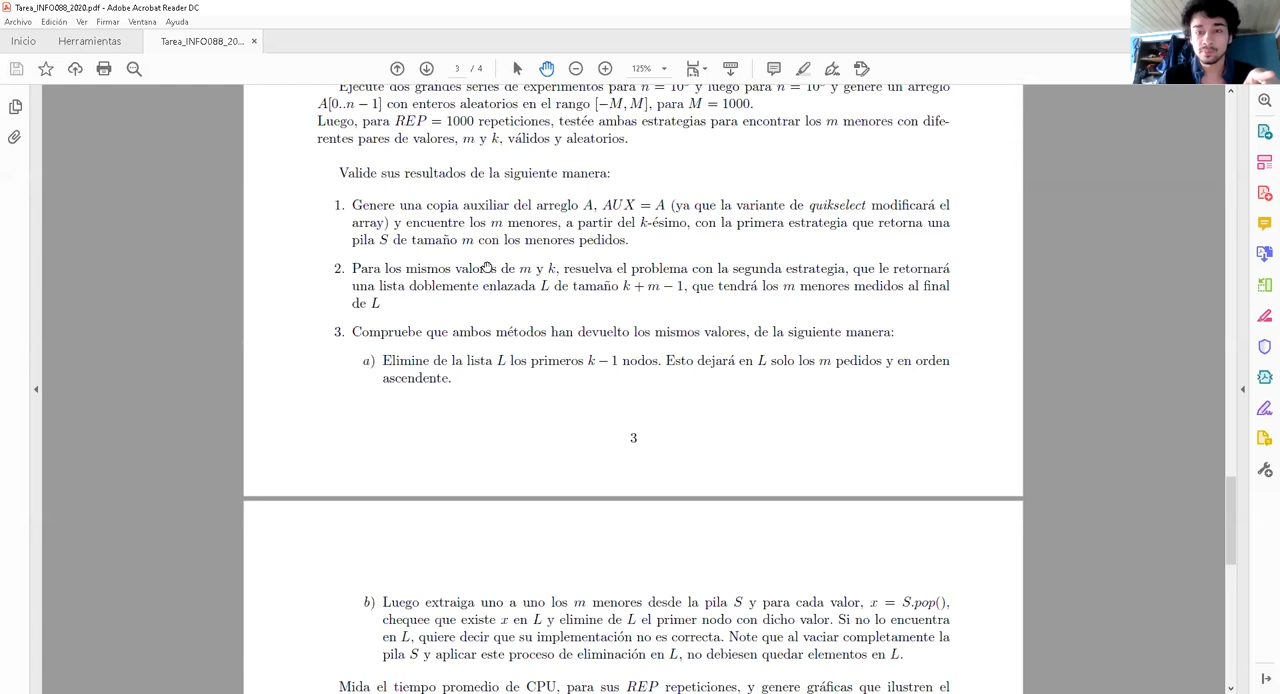 Tarea_INFO088_2020.pdf - Adobe Acrobat Reader DC
Archivo Edición Ver Firmar Ventana Ayuda
Inicio Herramientas Tarea_INFO088_20... ×
3 / 4 125%
Ejecute dos grandes series de experimentos para n = 10 y luego para n = 10 y genere un arreglo
A[0..n − 1] con enteros aleatorios en el rango [−M, M], para M = 1000.
Luego, para REP = 1000 repeticiones, testée ambas estrategias para encontrar los m menores con dife-
rentes pares de valores, m y k, válidos y aleatorios.
Valide sus resultados de la siguiente manera:
1. Genere una copia auxiliar del arreglo A, AUX = A (ya que la variante de quikselect modificará el
array) y encuentre los m menores, a partir del k-ésimo, con la primera estrategia que retorna una
pila S de tamaño m con los menores pedidos.
2. Para los mismos valores de m y k, resuelva el problema con la segunda estrategia, que le retornará
una lista doblemente enlazada L de tamaño k + m − 1, que tendrá los m menores medidos al final
de L
3. Compruebe que ambos métodos han devuelto los mismos valores, de la siguiente manera:
a) Elimine de la lista L los primeros k − 1 nodos. Esto dejará en L solo los m pedidos y en orden
ascendente.
3
b) Luego extraiga uno a uno los m menores desde la pila S y para cada valor, x = S.pop(),
chequee que existe x en L y elimine de L el primer nodo con dicho valor. Si no lo encuentra
en L, quiere decir que su implementación no es correcta. Note que al vaciar completamente la
pila S y aplicar este proceso de eliminación en L, no debiesen quedar elementos en L.
Mida el tiempo promedio de CPU, para sus REP repeticiones, y genere gráficas que ilustren el